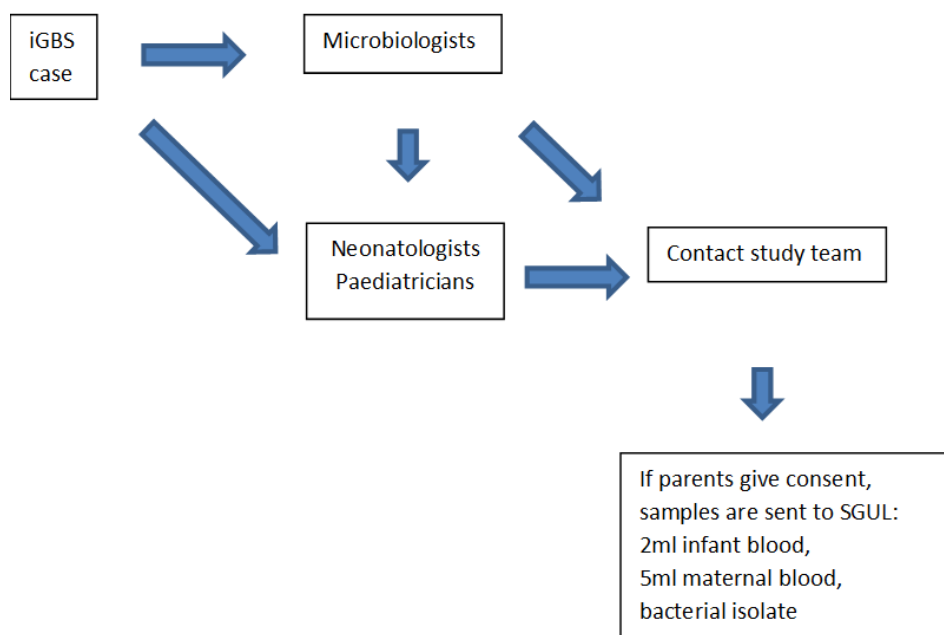 iGBS
case
Microbiologists
Neonatologists
Paediatricians
Contact study team
If parents give consent,
samples are sent to SGUL:
2ml infant blood,
5ml maternal blood,
bacterial isolate